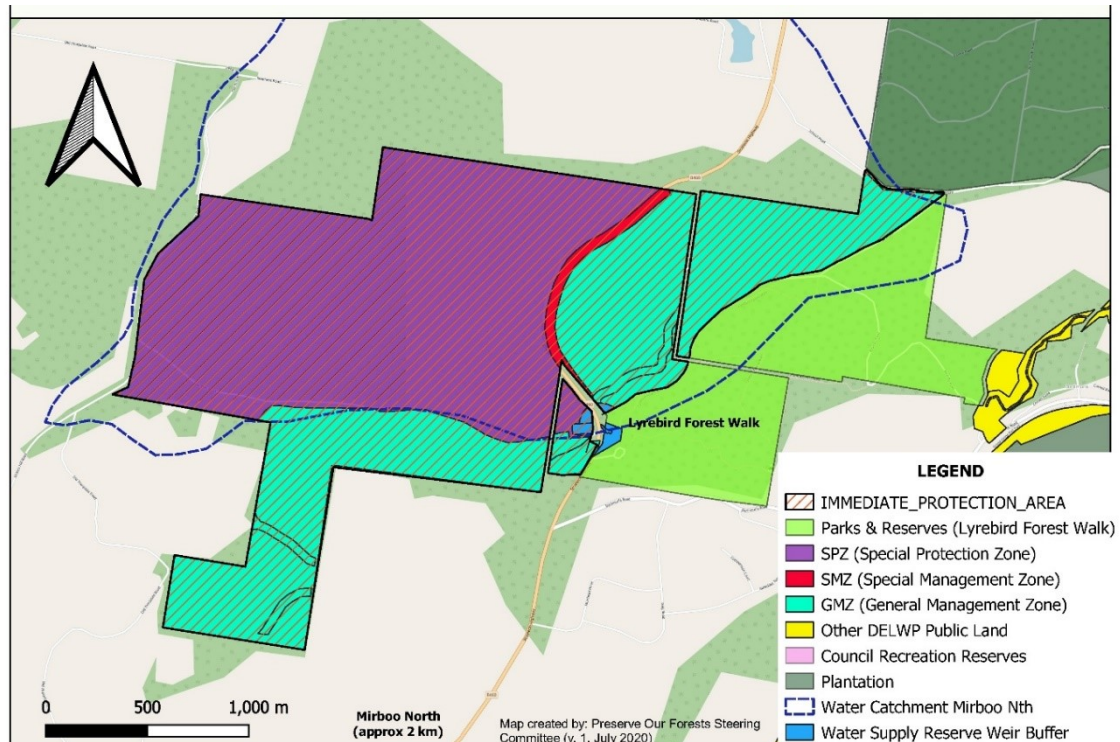 Lyrebird Forest Walk
LEGEND
IMMEDIATE_PROTECTION_AREA
Parks & Reserves (Lyrebird Forest Walk)
SPZ (Special Protection Zone)
SMZ (Special Management Zone)
GMZ (General Management Zone)
Other DELWP Public Land
Council Recreation Reserves
Plantation
Water Catchment Mirboo Nth
Water Supply Reserve Weir Buffer
0 500 1,000 m
Mirboo North
(approx 2 km)
Map created by: Preserve Our Forests Steering
Committee (v. 1, July 2020)